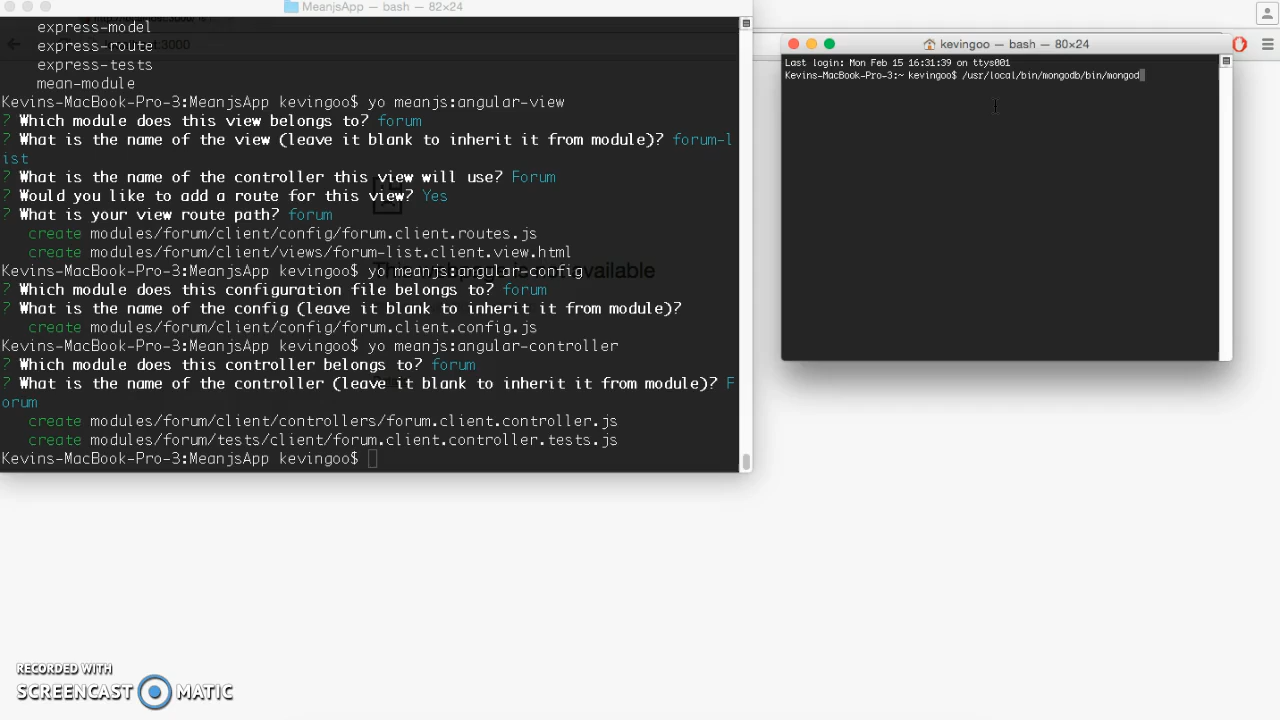 MeanjsApp — bash — 82×24
express-model
express-route
express-tests
mean-module
Kevins-MacBook-Pro-3:MeanjsApp kevingoo$ yo meanjs:angular-view
? Which module does this view belongs to? forum
? What is the name of the view (leave it blank to inherit it from module)? forum-l
ist
? What is the name of the controller this view will use? Forum
? Would you like to add a route for this view? Yes
? What is your view route path? forum
create modules/forum/client/config/forum.client.routes.js
create modules/forum/client/views/forum-list.client.view.html
Kevins-MacBook-Pro-3:MeanjsApp kevingoo$ yo meanjs:angular-config
? Which module does this configuration file belongs to? forum
? What is the name of the config (leave it blank to inherit it from module)?
create modules/forum/client/config/forum.client.config.js
Kevins-MacBook-Pro-3:MeanjsApp kevingoo$ yo meanjs:angular-controller
? Which module does this controller belongs to? forum
? What is the name of the controller (leave it blank to inherit it from module)? F
orum
create modules/forum/client/controllers/forum.client.controller.js
create modules/forum/tests/client/forum.client.controller.tests.js
Kevins-MacBook-Pro-3:MeanjsApp kevingoo$
:3000
available
kevingoo — bash — 80×24
Last login: Mon Feb 15 16:31:39 on ttys001
Kevins-MacBook-Pro-3:~ kevingoo$ /usr/local/bin/mongodb/bin/mongod
RECORDED WITH
SCREENCAST MATIC